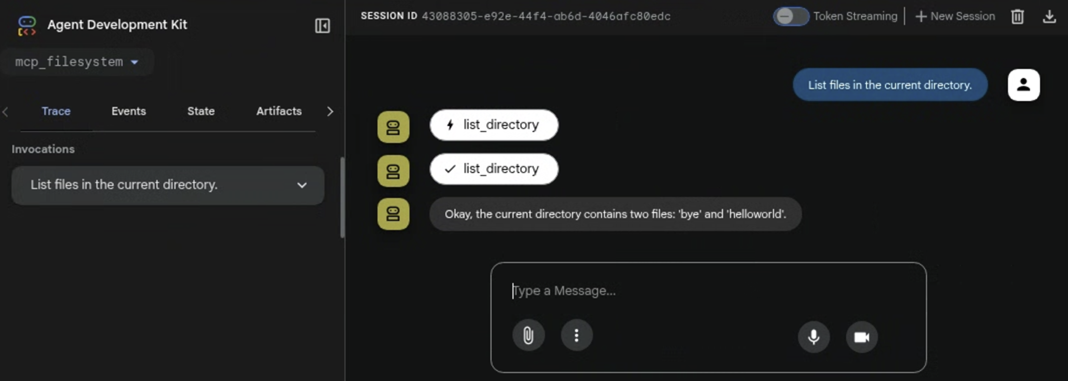 Agent Development Kit
mcp_filesystem
Trace Events State Artifacts
Invocations
List files in the current directory.
SESSION ID 43088305-e92e-44f4-ab6d-4046afc80edc
Token Streaming
New Session
List files in the current directory.
list_directory
list_directory
Okay, the current directory contains two files: 'bye' and 'helloworld'.
Type a Message...